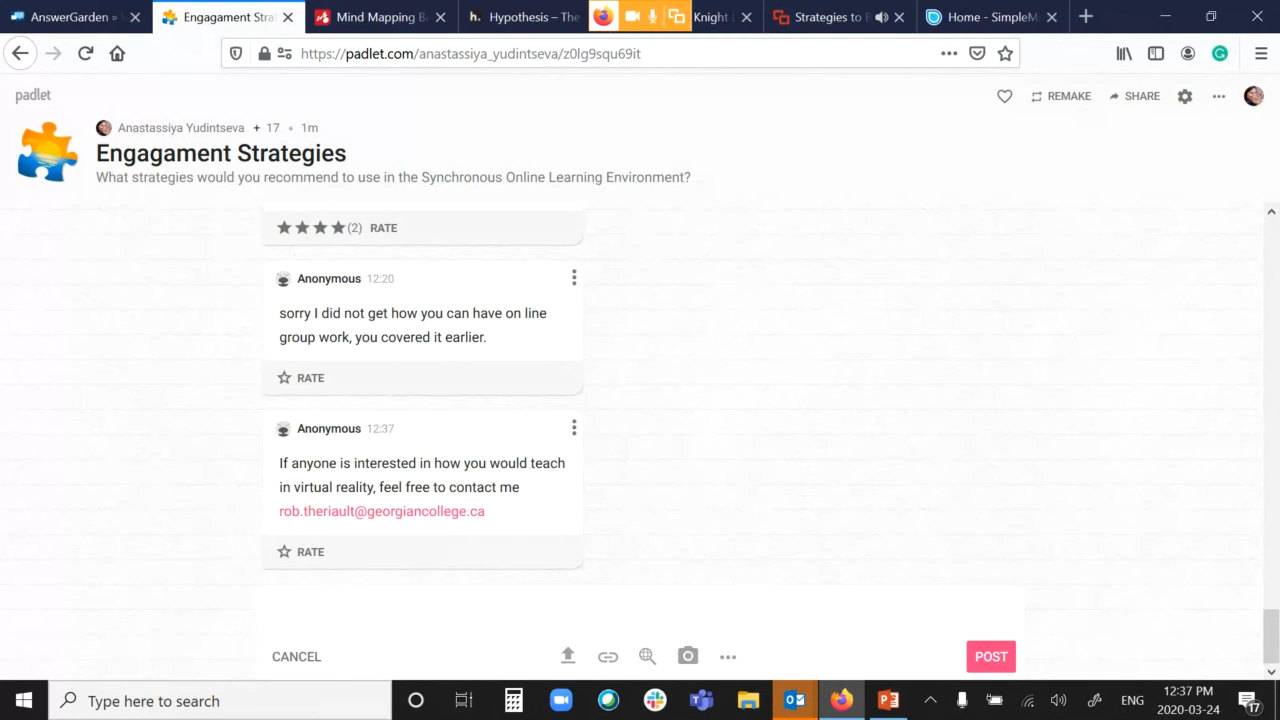 AnswerGarden » 
Engagement Stra
Mind Mapping B
Hypothesis – The
Knight L
Strategies to
Home - SimpleM
https://padlet.com/anastassiya_yudintseva/z0lg9squ69it
padlet
REMAKE
SHARE
Anastassiya Yudintseva + 17 • 1m
Engagament Strategies
What strategies would you recommend to use in the Synchronous Online Learning Environment?
(2) RATE
Anonymous 12:20
sorry I did not get how you can have on line
group work, you covered it earlier.
RATE
Anonymous 12:37
If anyone is interested in how you would teach
in virtual reality, feel free to contact me
rob.theriault@georgiancollege.ca
RATE
CANCEL
POST
Type here to search
ENG
12:37 PM
2020-03-24
17